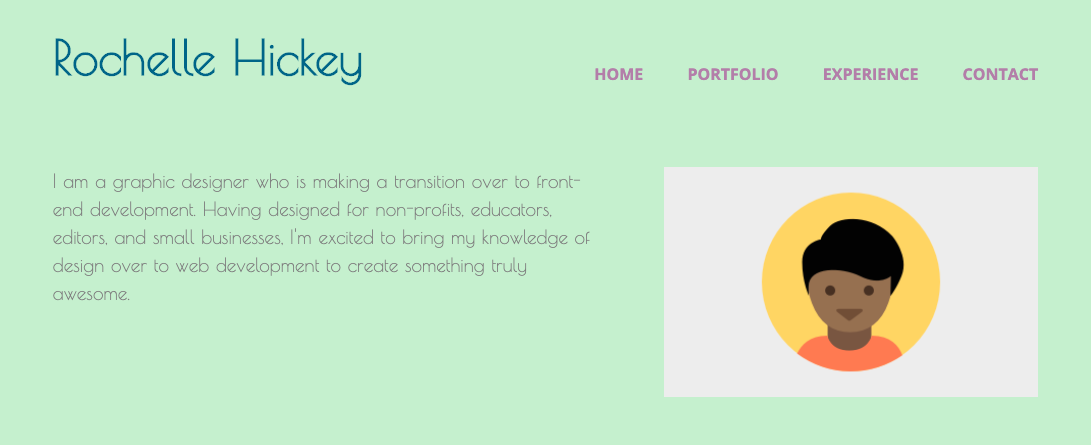 Rochelle Hickey
HOME PORTFOLIO EXPERIENCE CONTACT
I am a graphic designer who is making a transition over to front-
end development. Having designed for non-profits, educators,
editors, and small businesses, I'm excited to bring my knowledge of
design over to web development to create something truly
awesome.